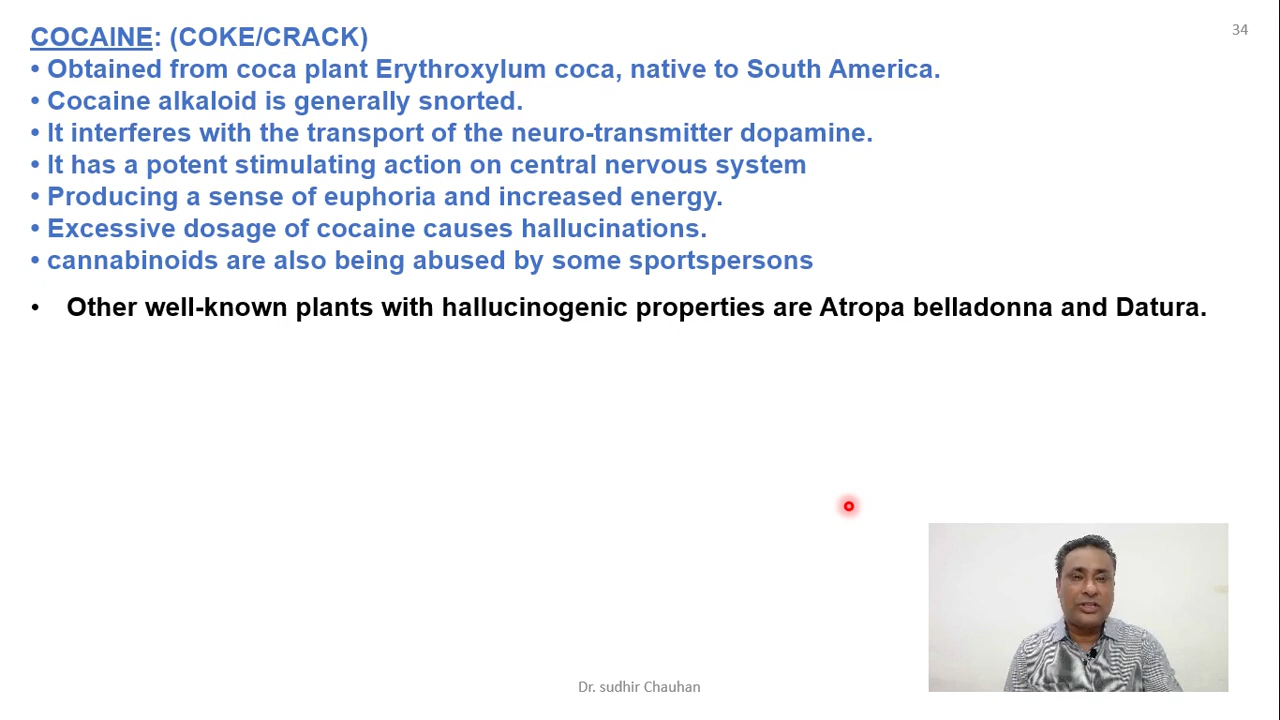 34
COCAINE: (COKE/CRACK)
• Obtained from coca plant Erythroxylum coca, native to South America.
• Cocaine alkaloid is generally snorted.
• It interferes with the transport of the neuro-transmitter dopamine.
• It has a potent stimulating action on central nervous system
• Producing a sense of euphoria and increased energy.
• Excessive dosage of cocaine causes hallucinations.
• cannabinoids are also being abused by some sportspersons
• Other well-known plants with hallucinogenic properties are Atropa belladonna and Datura.
Dr. sudhir Chauhan